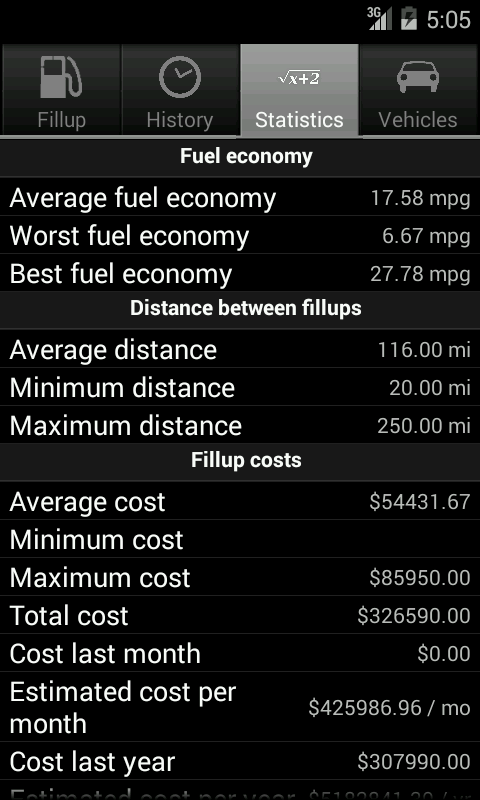 3G 5:05
√x+2
Fillup History Statistics Vehicles
Fuel economy
Average fuel economy 17.58 mpg
Worst fuel economy 6.67 mpg
Best fuel economy 27.78 mpg
Distance between fillups
Average distance 116.00 mi
Minimum distance 20.00 mi
Maximum distance 250.00 mi
Fillup costs
Average cost $54431.67
Minimum cost
Maximum cost $85950.00
Total cost $326590.00
Cost last month $0.00
Estimated cost per
month $425986.96 / mo
Cost last year $307990.00
Estimated cost per year